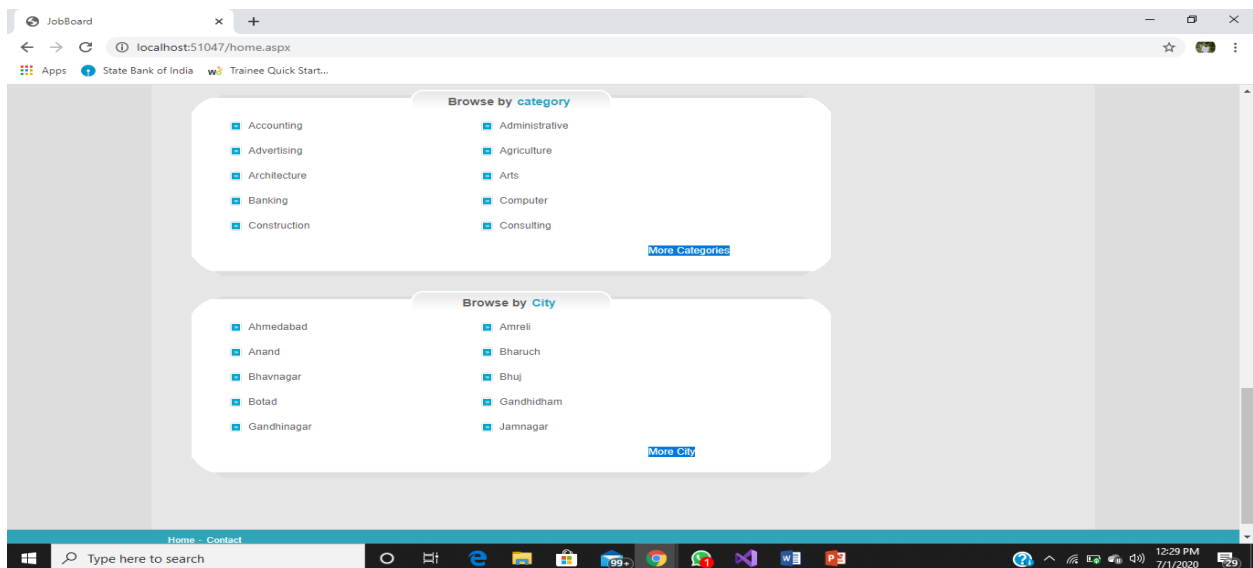 JobBoard
localhost:51047/home.aspx
Apps State Bank of India Trainee Quick Start...
Browse by category
Accounting Administrative
Advertising Agriculture
Architecture Arts
Banking Computer
Construction Consulting
More Categories
Browse by City
Ahmedabad Amreli
Anand Bharuch
Bhavnagar Bhuj
Botad Gandhidham
Gandhinagar Jamnagar
More City
Home - Contact
Type here to search 99+ 1 12:29 PM
7/1/2020 29